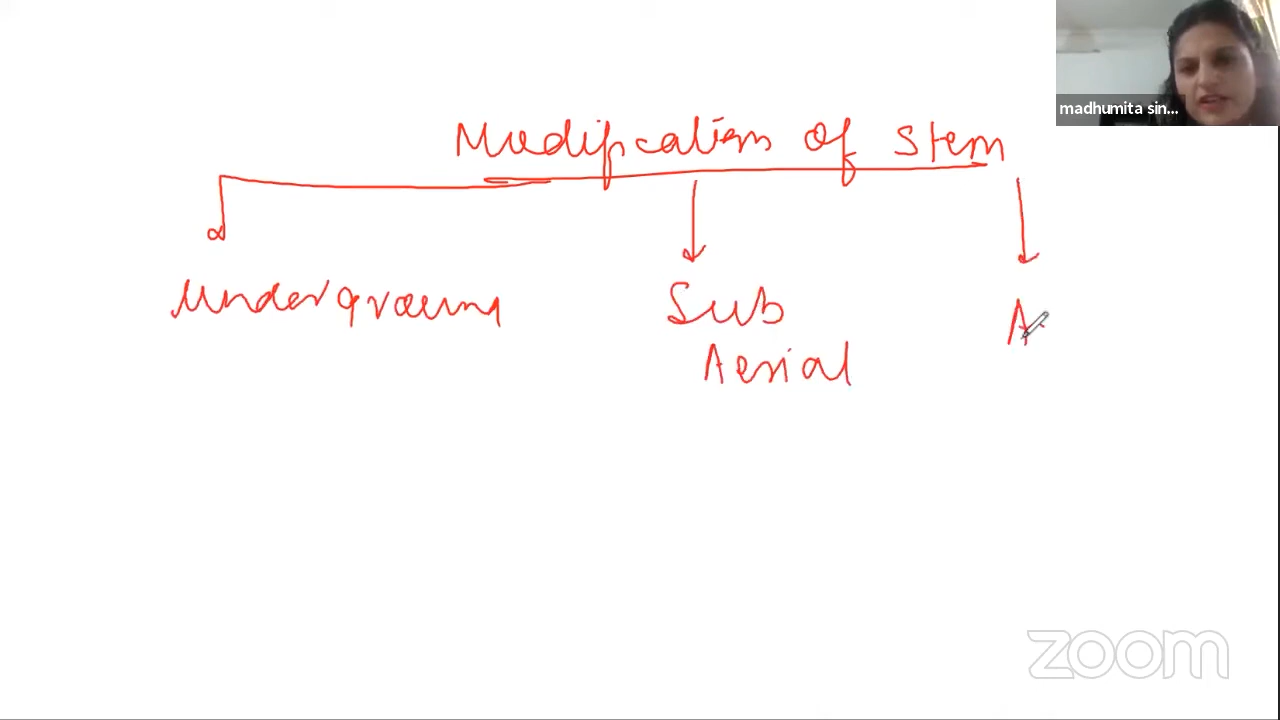 madhumita sin...
Modification of Stem
Underground
Sub
Aerial
A
zoom